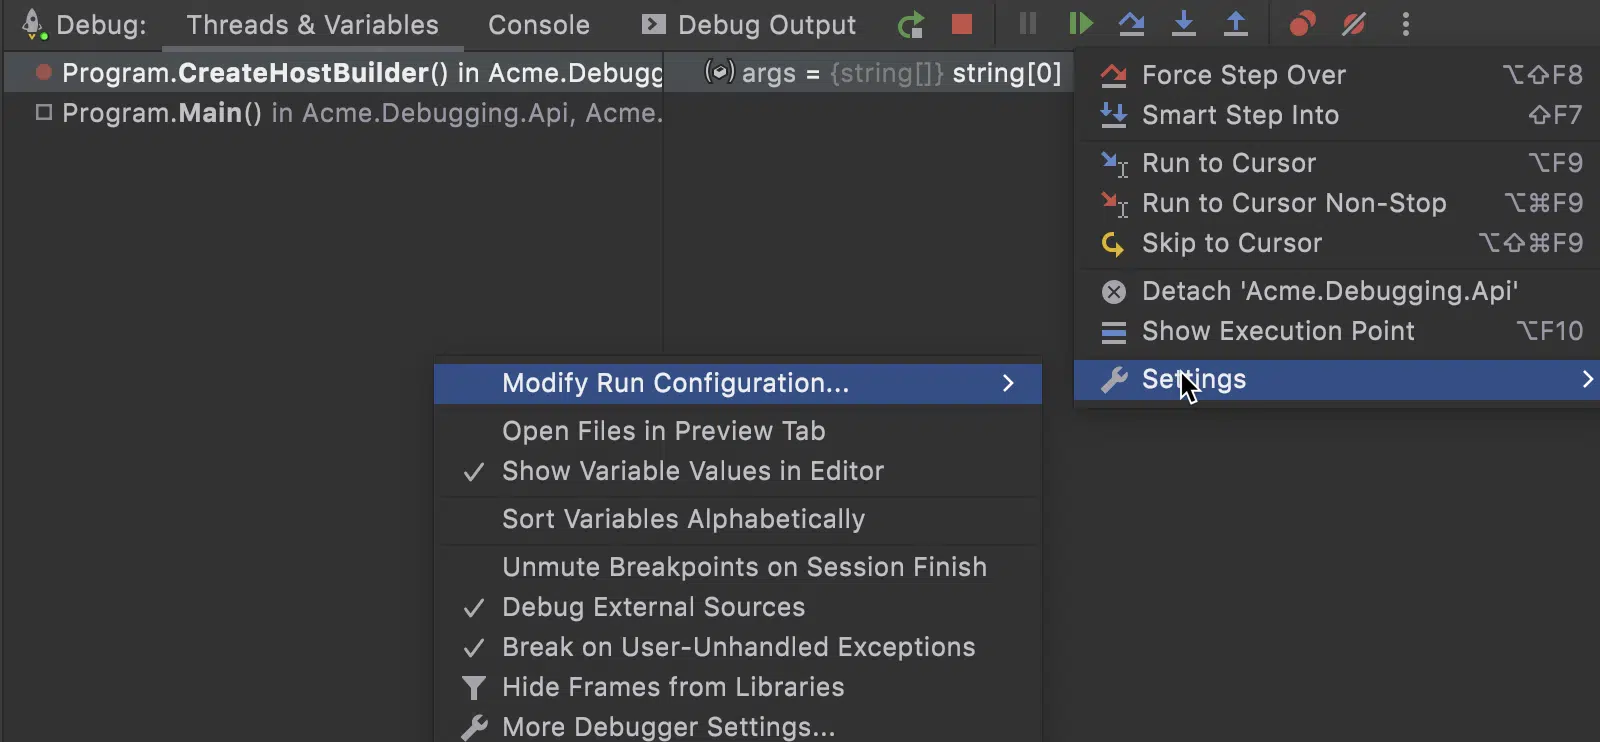 Debug: Threads & Variables Console Debug Output
Program.CreateHostBuilder() in Acme.Debugg
Program.Main() in Acme.Debugging.Api, Acme.
args = {string[]} string[0]
Force Step Over ⌥⇧F8
Smart Step Into ⇧F7
Run to Cursor ⌥F9
Run to Cursor Non-Stop ⌥⌘F9
Skip to Cursor ⌥⇧⌘F9
Detach 'Acme.Debugging.Api'
Show Execution Point ⌥F10
Settings
Modify Run Configuration...
Open Files in Preview Tab
Show Variable Values in Editor
Sort Variables Alphabetically
Unmute Breakpoints on Session Finish
Debug External Sources
Break on User-Unhandled Exceptions
Hide Frames from Libraries
More Debugger Settings...